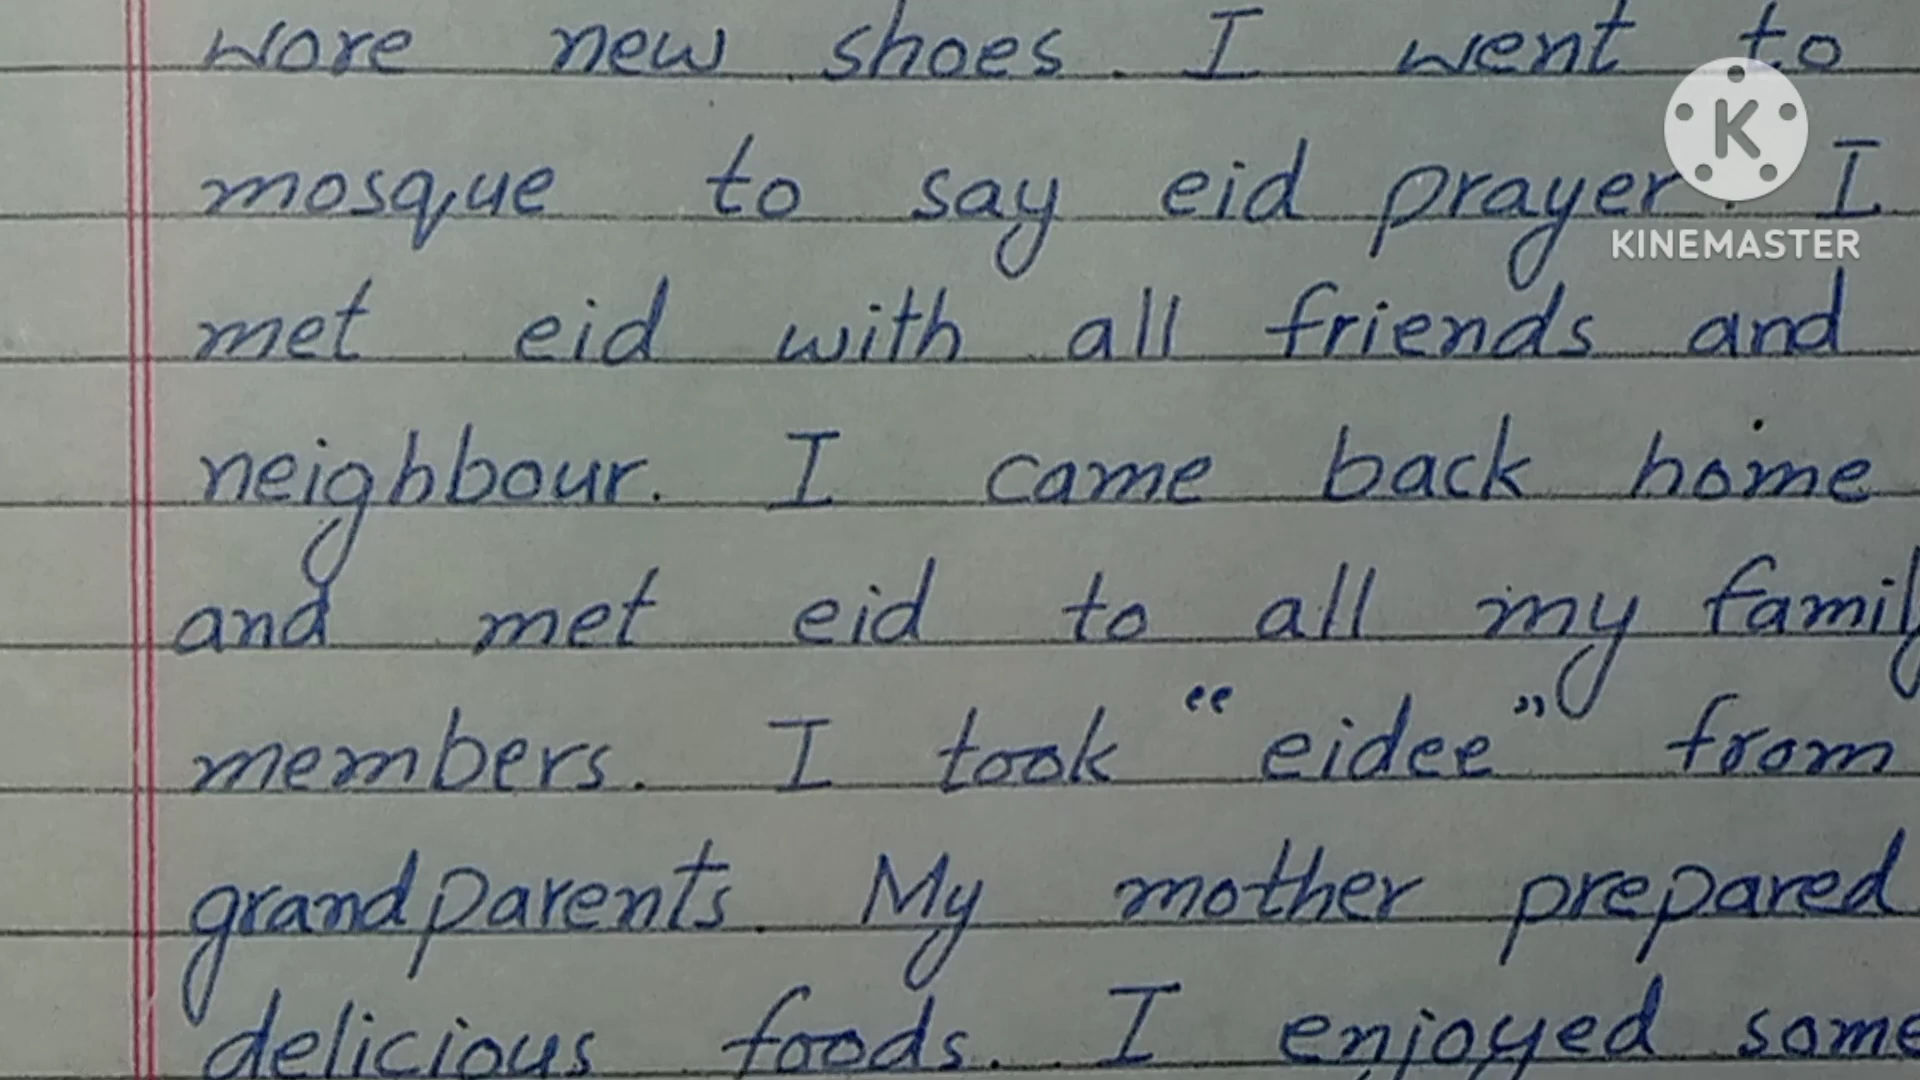 wore new shoes. I went to
mosque to say eid prayer. I
KINEMASTER
met eid with all friends and
neighbour. I came back home
and met eid to all my family
members. I took "eidee" from
grandparents. My mother prepared
delicious foods. I enjoyed some